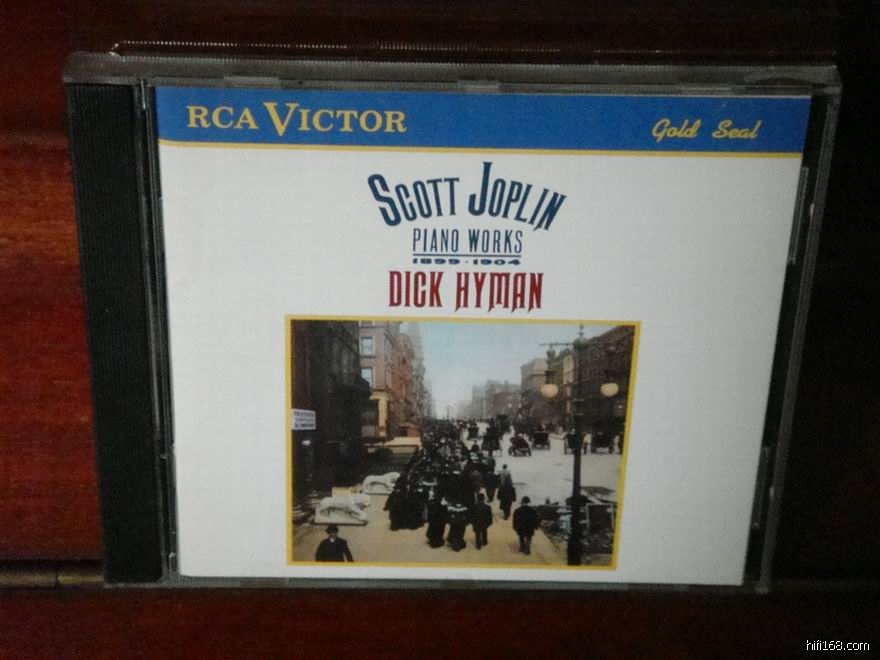 RCA VICTOR
Gold Seal
SCOTT JOPLIN
PIANO WORKS
1899 · 1904
DICK HYMAN
hifi168.com